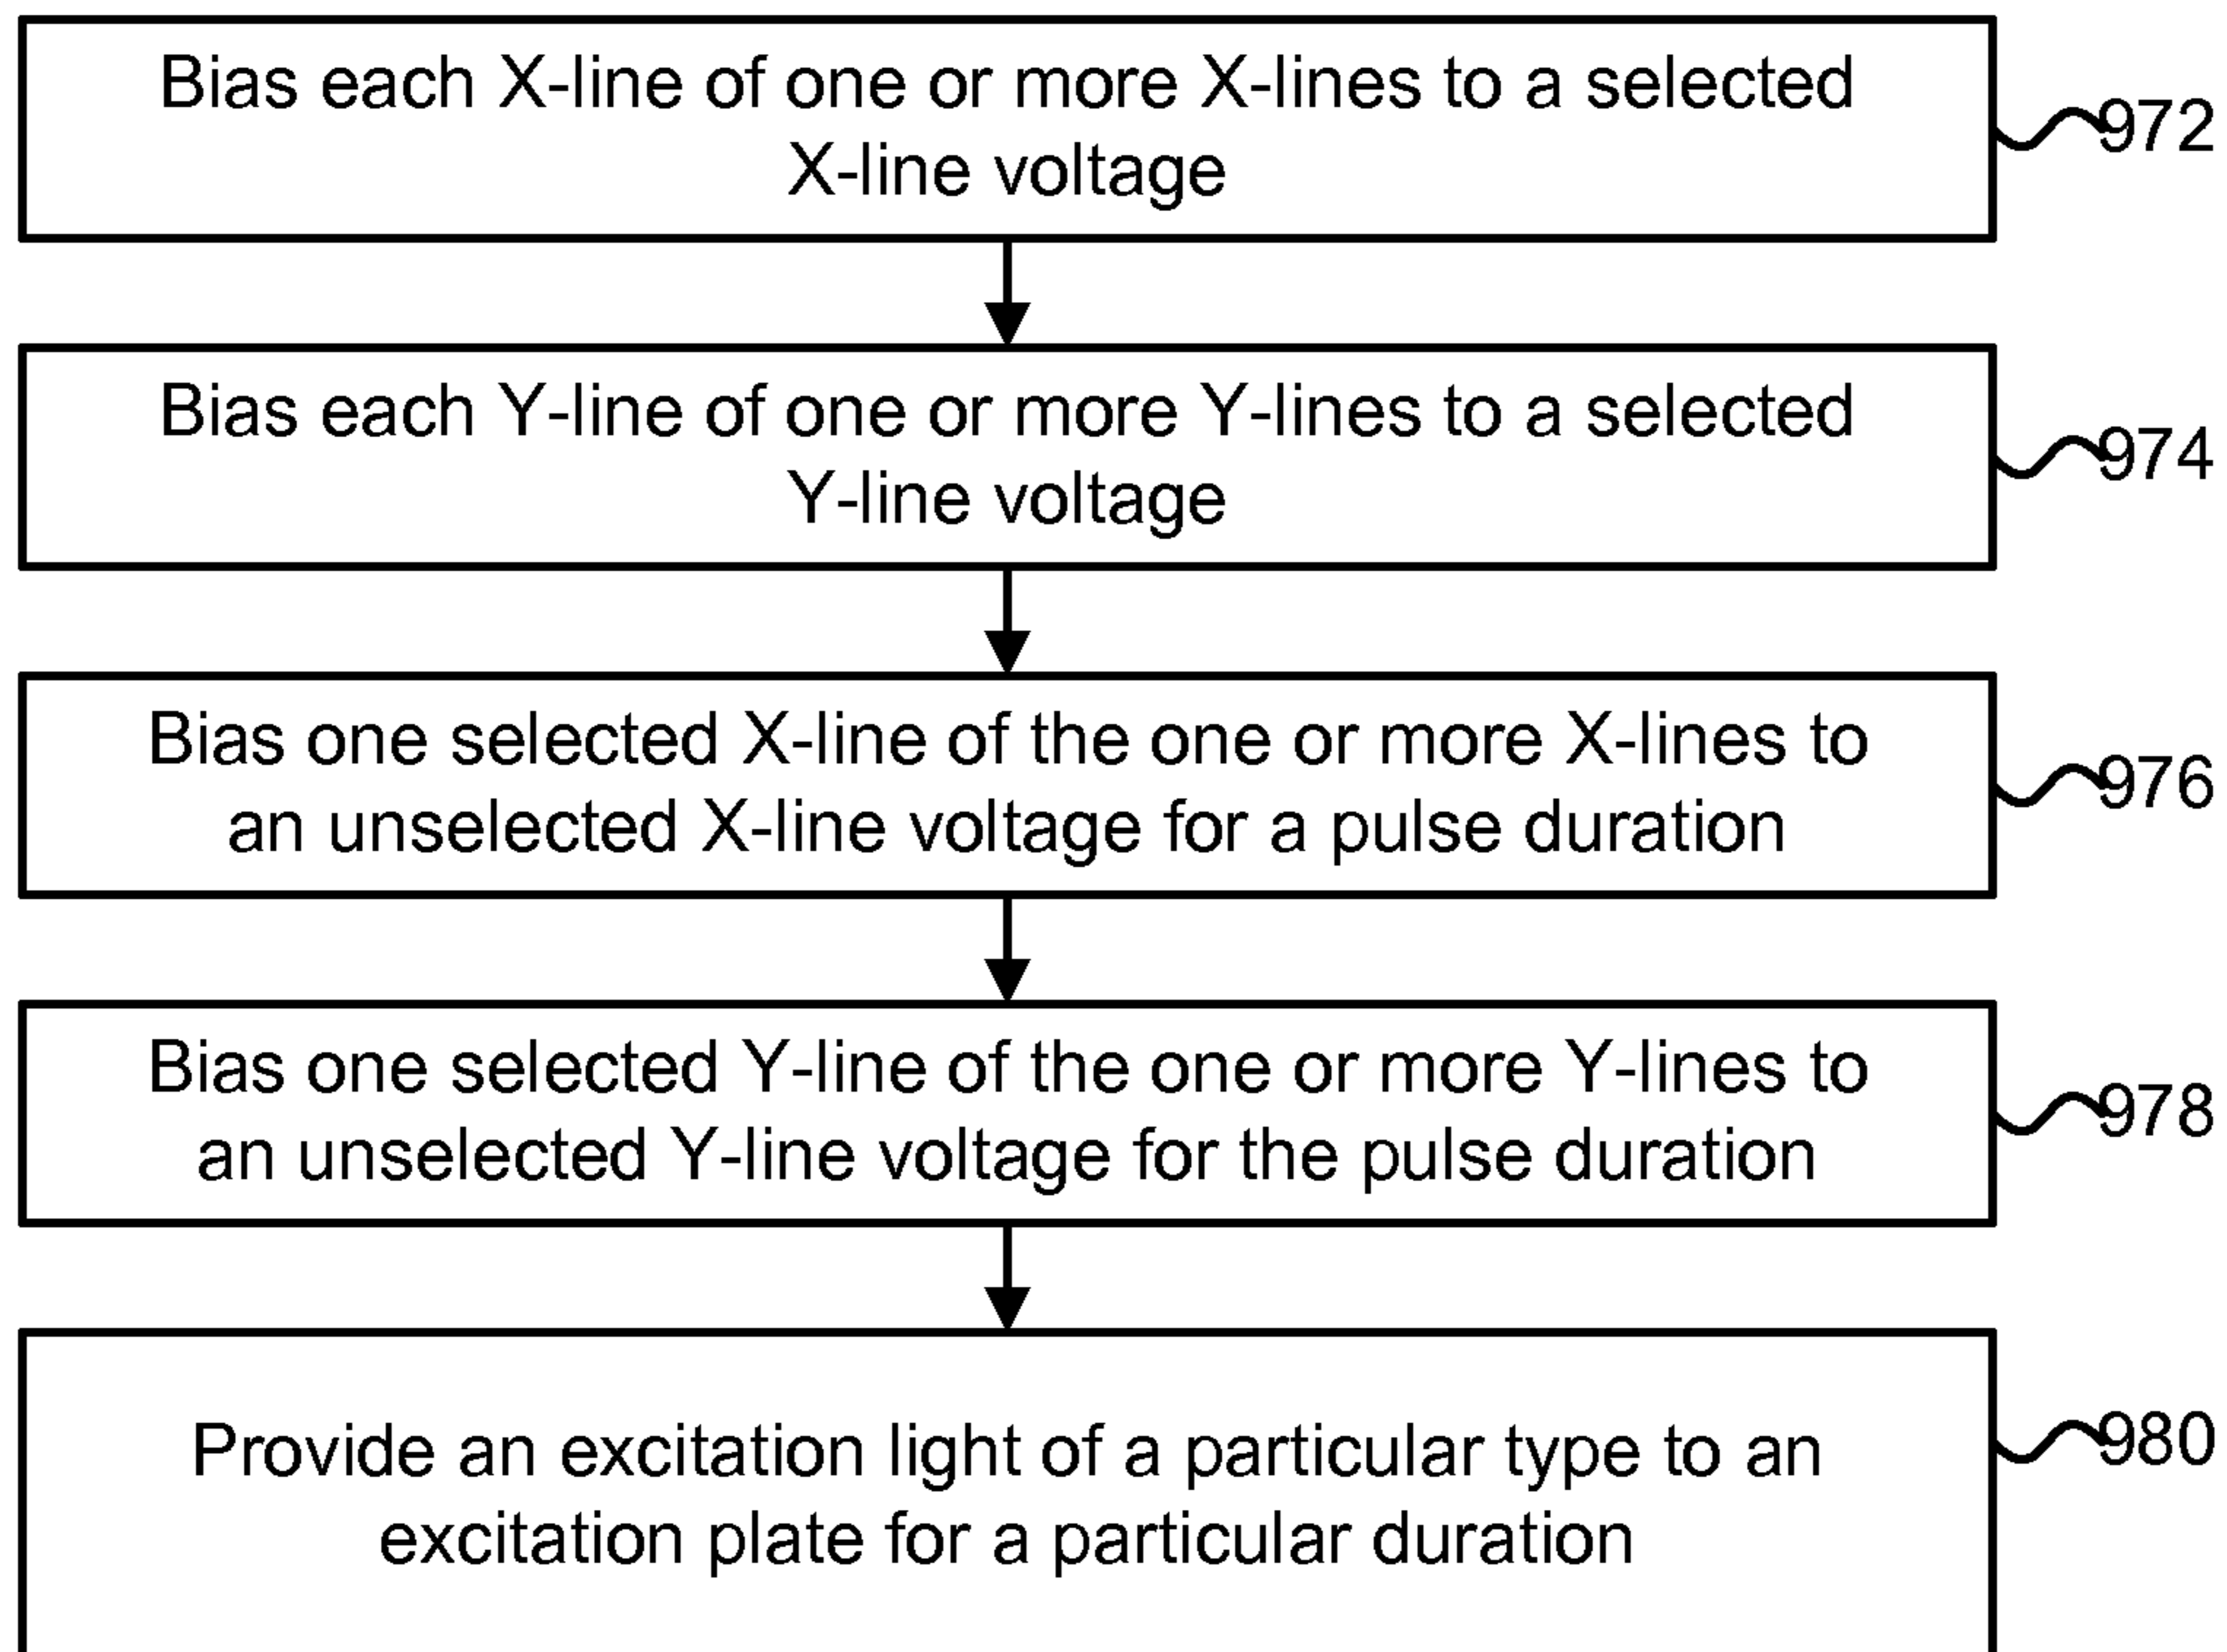 Bias each X-line of one or more X-lines to a selected
X-line voltage
972
Bias each Y-line of one or more Y-lines to a selected
Y-line voltage
974
Bias one selected X-line of the one or more X-lines to
an unselected X-line voltage for a pulse duration
976
Bias one selected Y-line of the one or more Y-lines to
an unselected Y-line voltage for the pulse duration
978
Provide an excitation light of a particular type to an
excitation plate for a particular duration
980